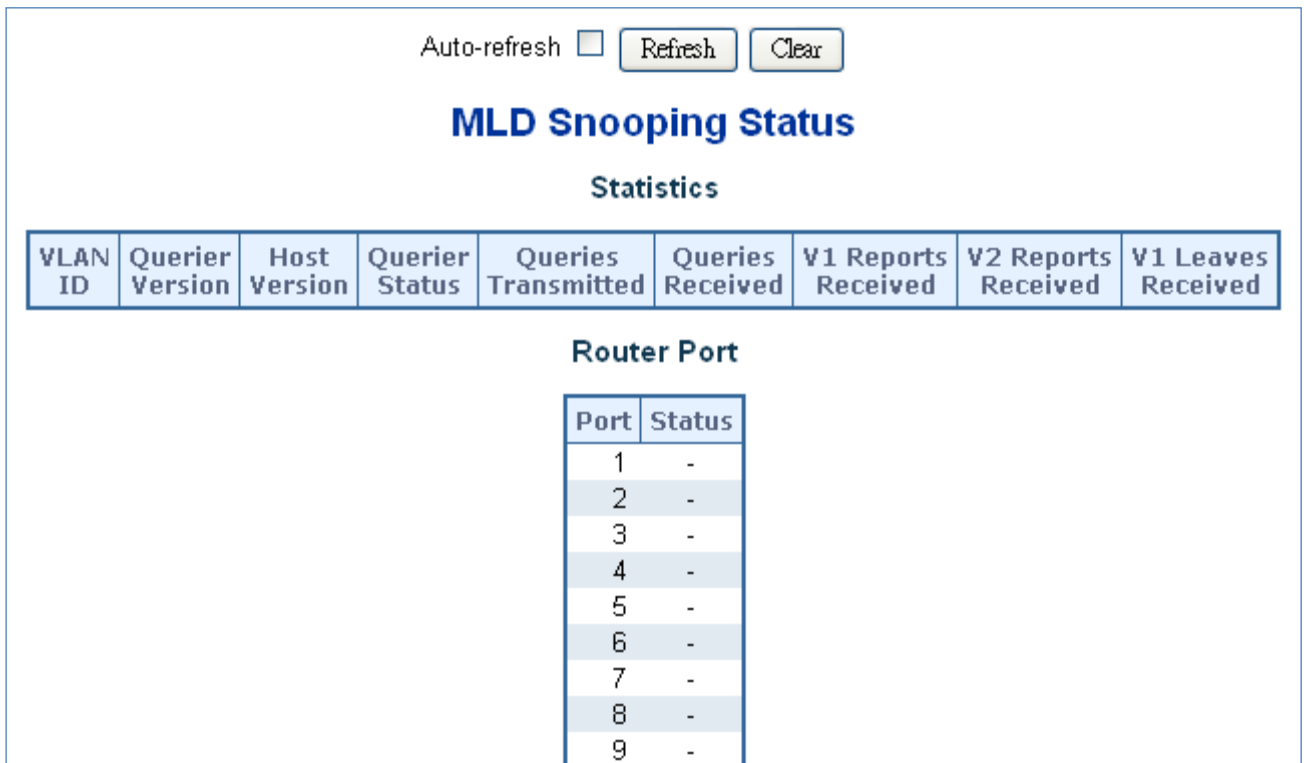 Auto-refresh Refresh Clear
MLD Snooping Status
Statistics
VLAN ID Querier Version Host Version Querier Status Queries Transmitted Queries Received V1 Reports Received V2 Reports Received V1 Leaves Received
Router Port
Port Status
1 -
2 -
3 -
4 -
5 -
6 -
7 -
8 -
9 -